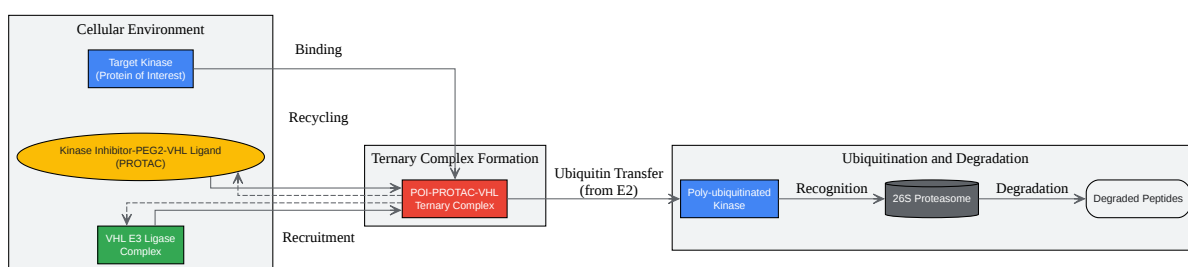 Cellular Environment
Target Kinase
(Protein of Interest)
Binding
Recycling
Kinase Inhibitor-PEG2-VHL Ligand
(PROTAC)
VHL E3 Ligase
Complex
Recruitment
Ternary Complex Formation
POI-PROTAC-VHL
Ternary Complex
Ubiquitin Transfer
(from E2)
Ubiquitination and Degradation
Poly-ubiquitinated
Kinase
Recognition
26S Proteasome
Degradation
Degraded Peptides